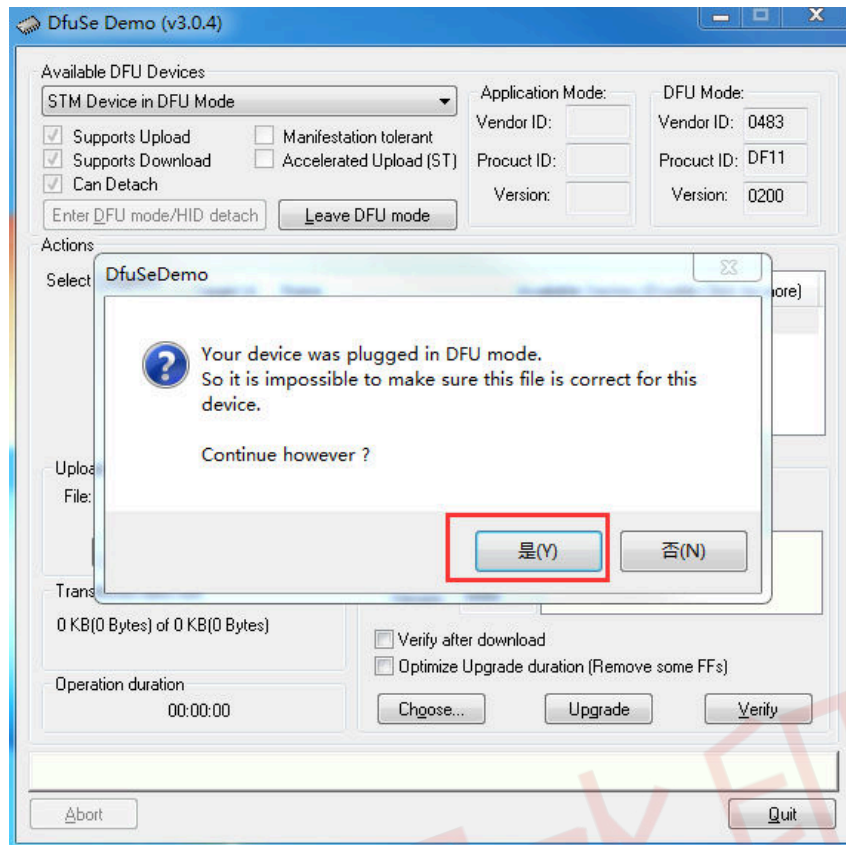 DfuSe Demo (v3.0.4)
Available DFU Devices
STM Device in DFU Mode
Supports Upload
Manifestation tolerant
Supports Download
Accelerated Upload (ST)
Can Detach
Enter DFU mode/HID detach
Leave DFU mode
Application Mode:
Vendor ID:
Procuct ID:
Version:
DFU Mode:
Vendor ID: 0483
Procuct ID: DF11
Version: 0200
Actions
Select
DfuSeDemo
more)
Your device was plugged in DFU mode.
So it is impossible to make sure this file is correct for this
device.
Continue however ?
是(Y)
否(N)
File:
0 KB(0 Bytes) of 0 KB(0 Bytes)
Operation duration
00:00:00
Verify after download
Optimize Upgrade duration (Remove some FFs)
Choose...
Upgrade
Verify
Abort
Quit